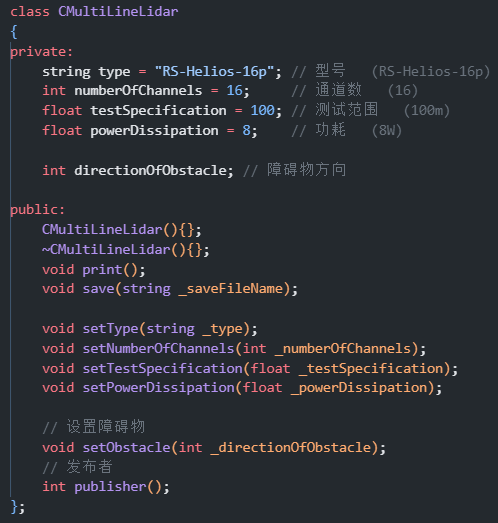 class CMultiLineLidar
{
private:
    string type = "RS-Helios-16p"; // 型号   (RS-Helios-16p)
    int numberOfChannels = 16;     // 通道数   (16)
    float testSpecification = 100; // 测试范围   (100m)
    float powerDissipation = 8;    // 功耗   (8W)

    int directionOfObstacle; // 障碍物方向

public:
    CMultiLineLidar(){};
    ~CMultiLineLidar(){};
    void print();
    void save(string _saveFileName);

    void setType(string _type);
    void setNumberOfChannels(int _numberOfChannels);
    void setTestSpecification(float _testSpecification);
    void setPowerDissipation(float _powerDissipation);

    // 设置障碍物
    void setObstacle(int _directionOfObstacle);
    // 发布者
    int publisher();
};